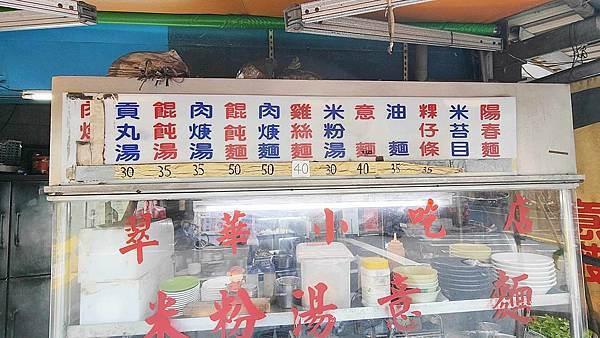 陽春麵
米苔目
粿仔條
油麵
意麵
米粉湯
雞絲麵
肉焿麵
餛飩麵
肉焿湯
餛飩湯
貢丸湯
肉焿
30 35 35 50 50 40 30 40 35 35
翠華小吃店
米粉湯意麵